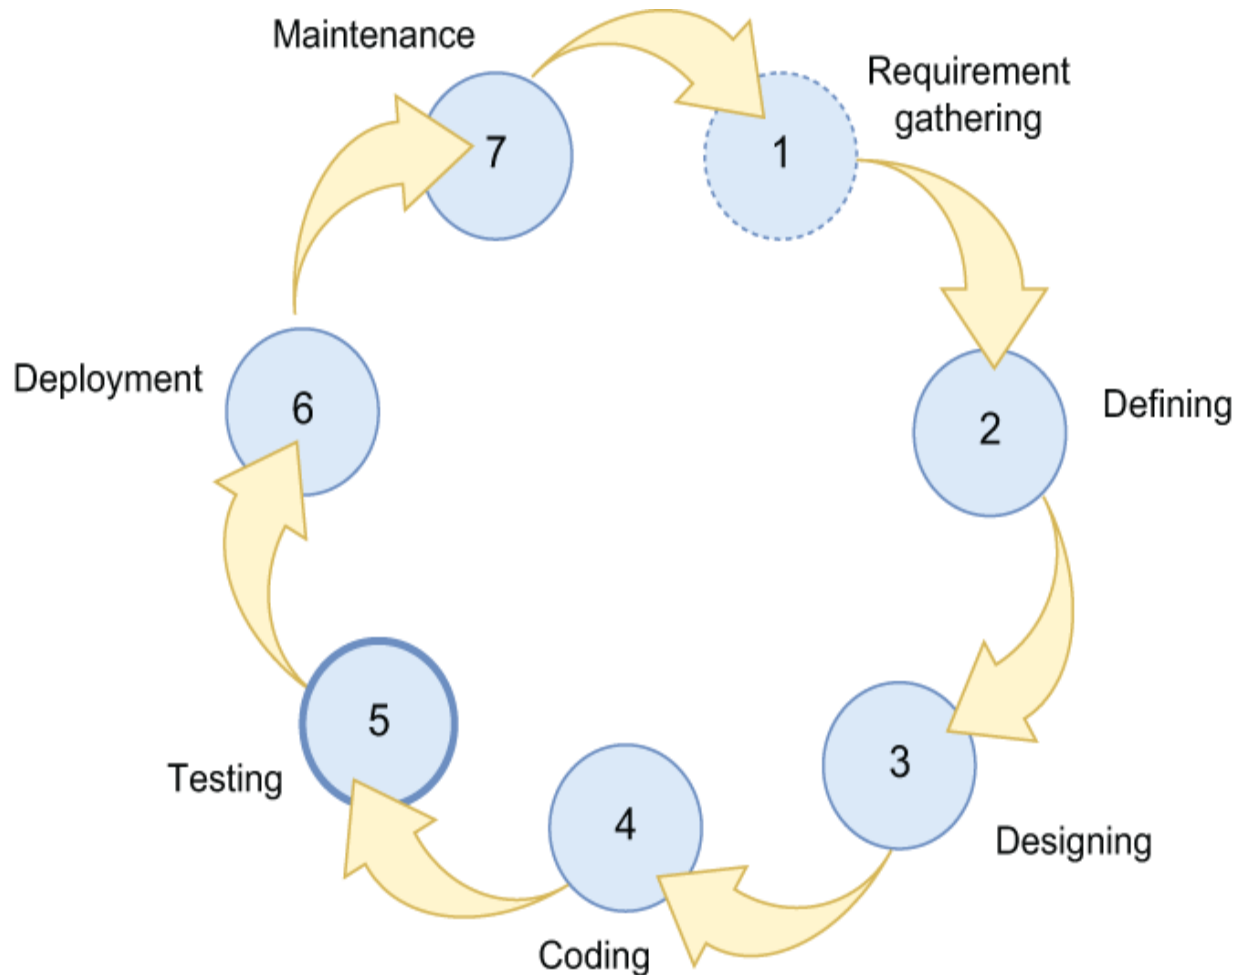 Maintenance
7
1
Requirement
gathering
2
Defining
3
Designing
4
Coding
5
Testing
6
Deployment